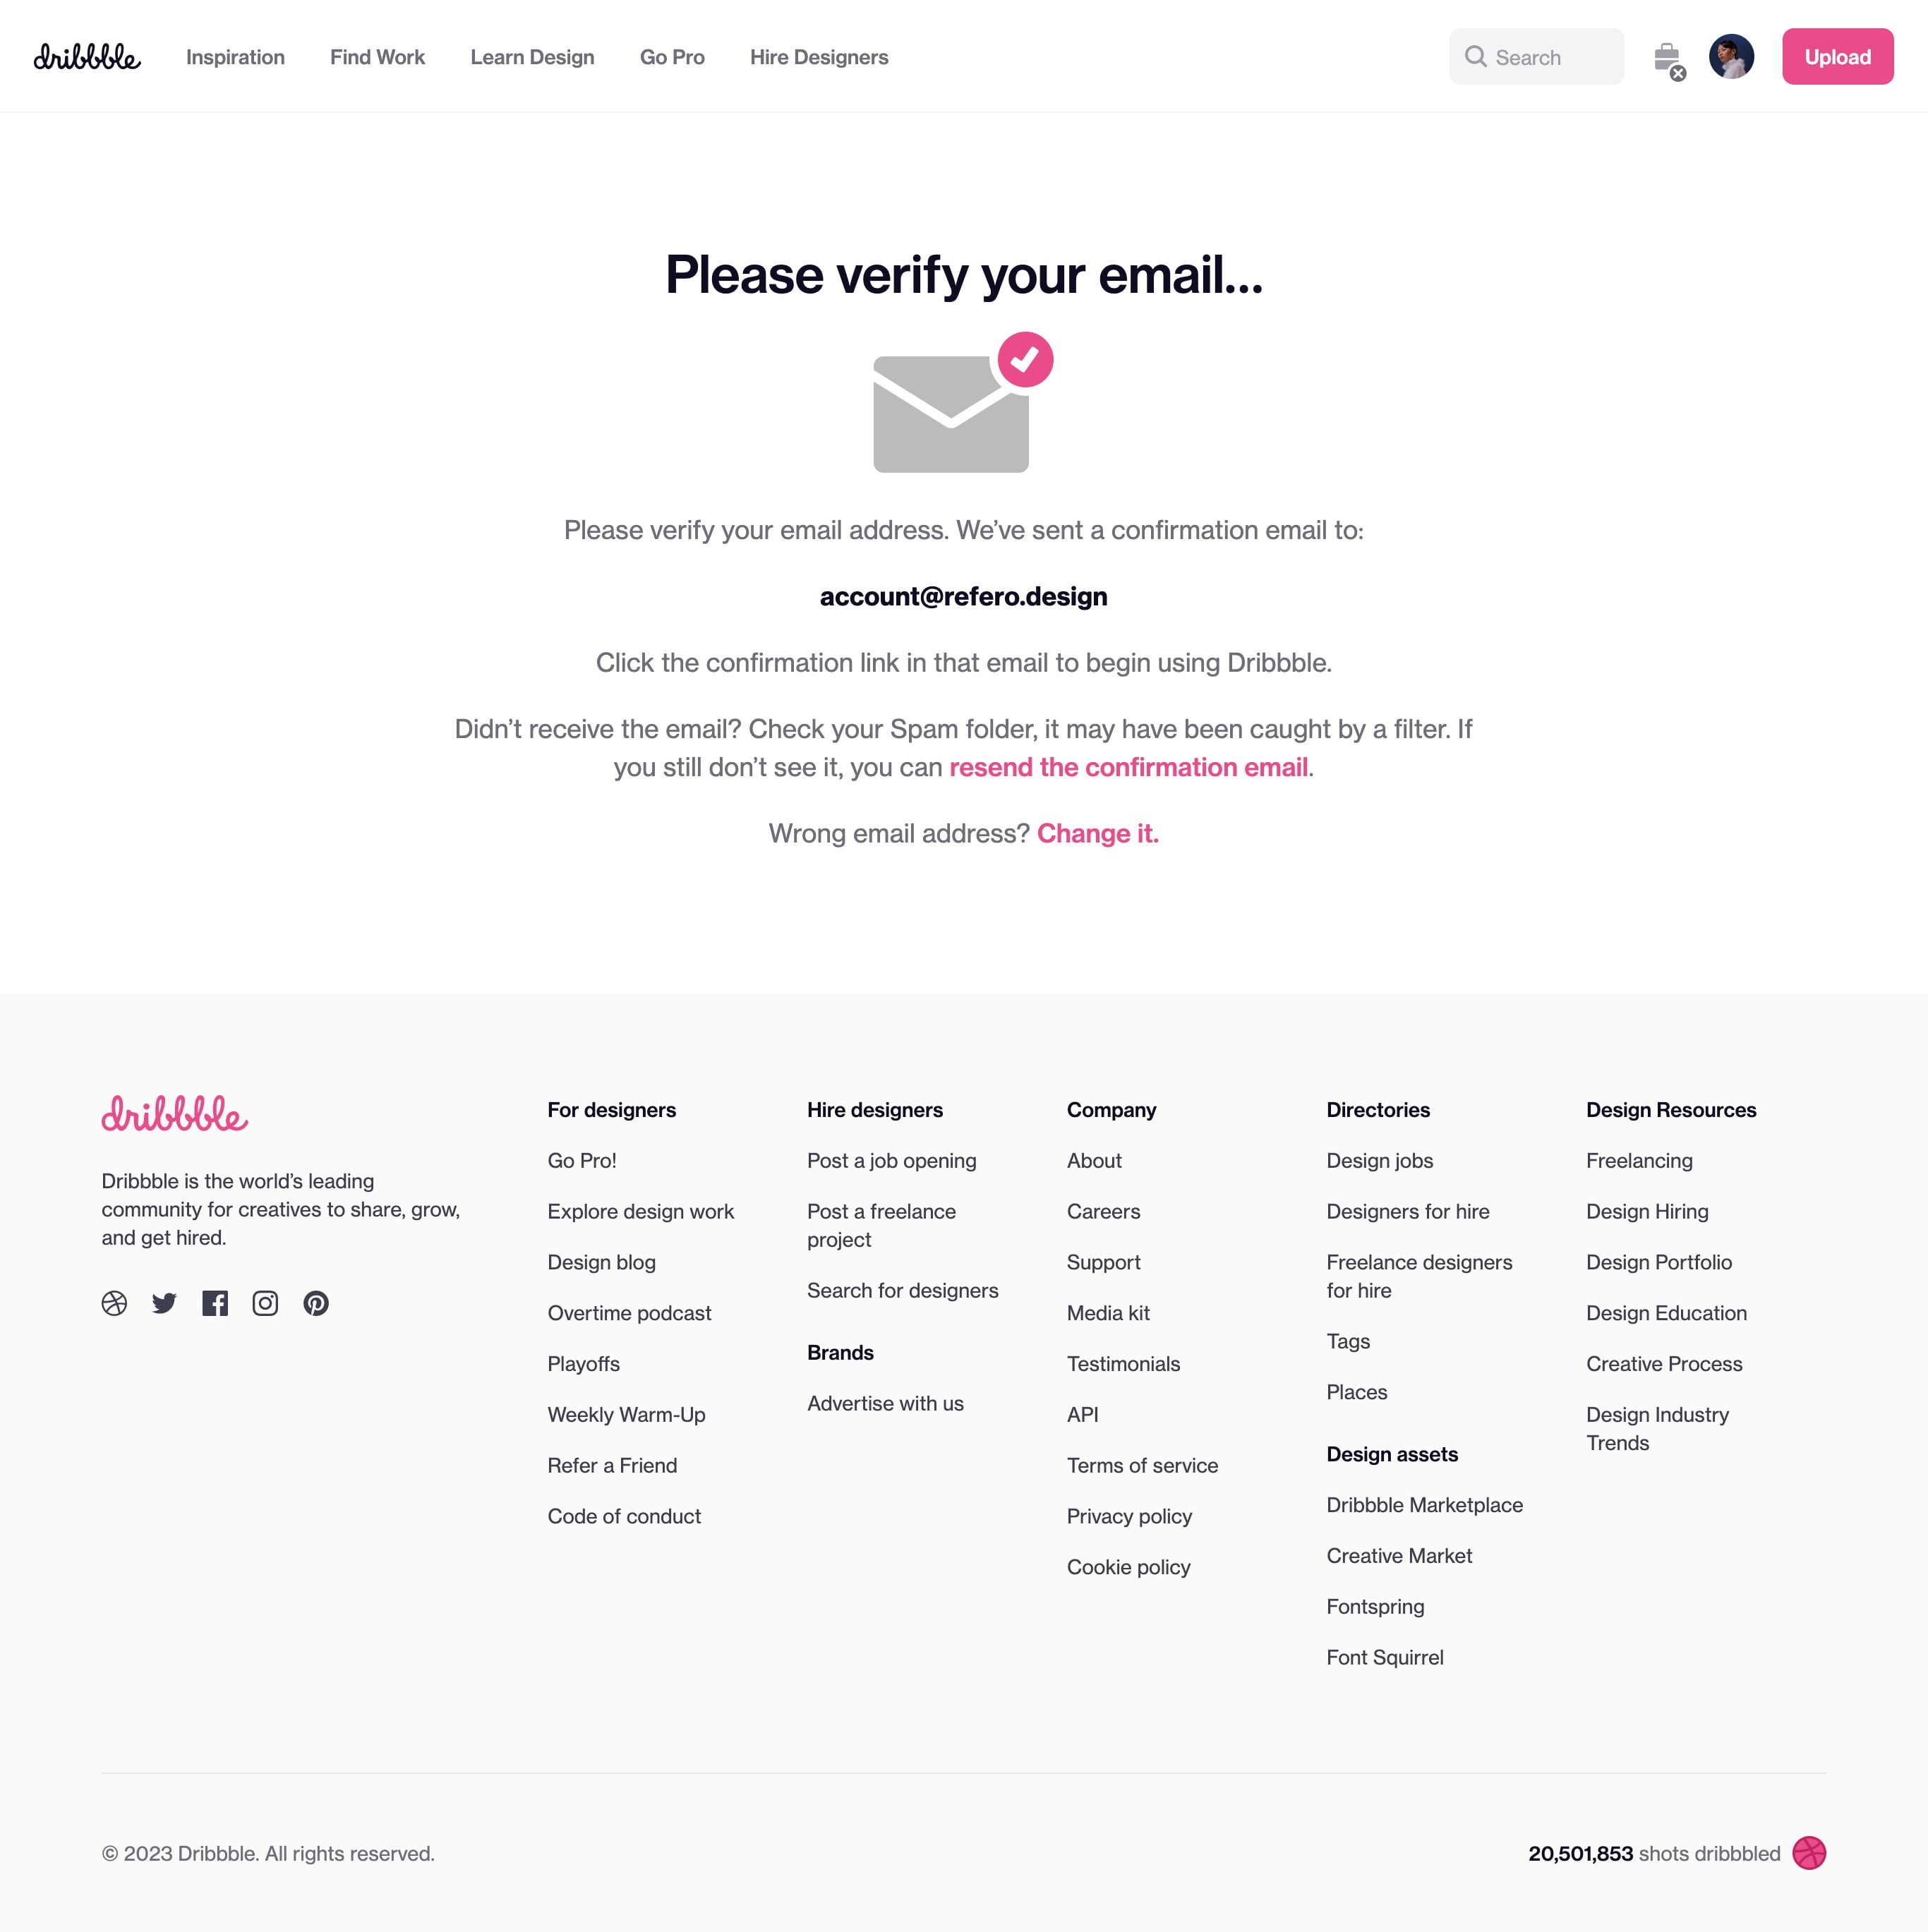 dribbble
Inspiration
Find Work
Learn Design
Go Pro
Hire Designers
Search
Upload
Please verify your email...
Please verify your email address. We’ve sent a confirmation email to:
account@refero.design
Click the confirmation link in that email to begin using Dribbble.
Didn’t receive the email? Check your Spam folder, it may have been caught by a filter. If
you still don’t see it, you can resend the confirmation email.
Wrong email address? Change it.
dribbble
Dribbble is the world’s leading
community for creatives to share, grow,
and get hired.
For designers
Go Pro!
Explore design work
Design blog
Overtime podcast
Playoffs
Weekly Warm-Up
Refer a Friend
Code of conduct
Hire designers
Post a job opening
Post a freelance
project
Search for designers
Brands
Advertise with us
Company
About
Careers
Support
Media kit
Testimonials
API
Terms of service
Privacy policy
Cookie policy
Directories
Design jobs
Designers for hire
Freelance designers
for hire
Tags
Places
Design assets
Dribbble Marketplace
Creative Market
Fontspring
Font Squirrel
Design Resources
Freelancing
Design Hiring
Design Portfolio
Design Education
Creative Process
Design Industry
Trends
© 2023 Dribbble. All rights reserved.
20,501,853 shots dribbbled